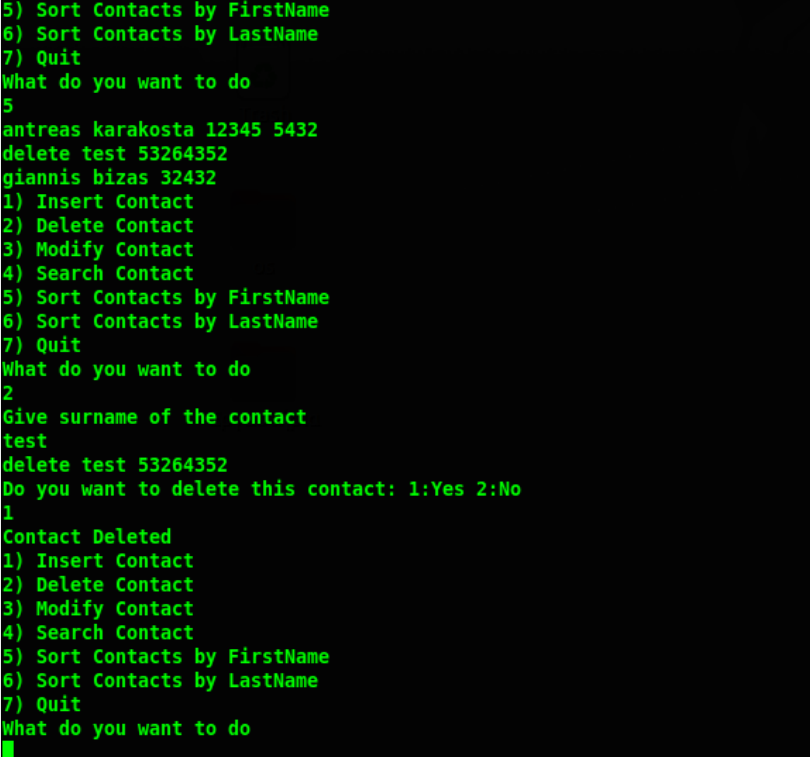 5) Sort Contacts by FirstName
6) Sort Contacts by LastName
7) Quit
What do you want to do
5
antreas karakosta 12345 5432
delete test 53264352
giannis bizas 32432
1) Insert Contact
2) Delete Contact
3) Modify Contact
4) Search Contact
5) Sort Contacts by FirstName
6) Sort Contacts by LastName
7) Quit
What do you want to do
2
Give surname of the contact
test
delete test 53264352
Do you want to delete this contact: 1:Yes 2:No
1
Contact Deleted
1) Insert Contact
2) Delete Contact
3) Modify Contact
4) Search Contact
5) Sort Contacts by FirstName
6) Sort Contacts by LastName
7) Quit
What do you want to do